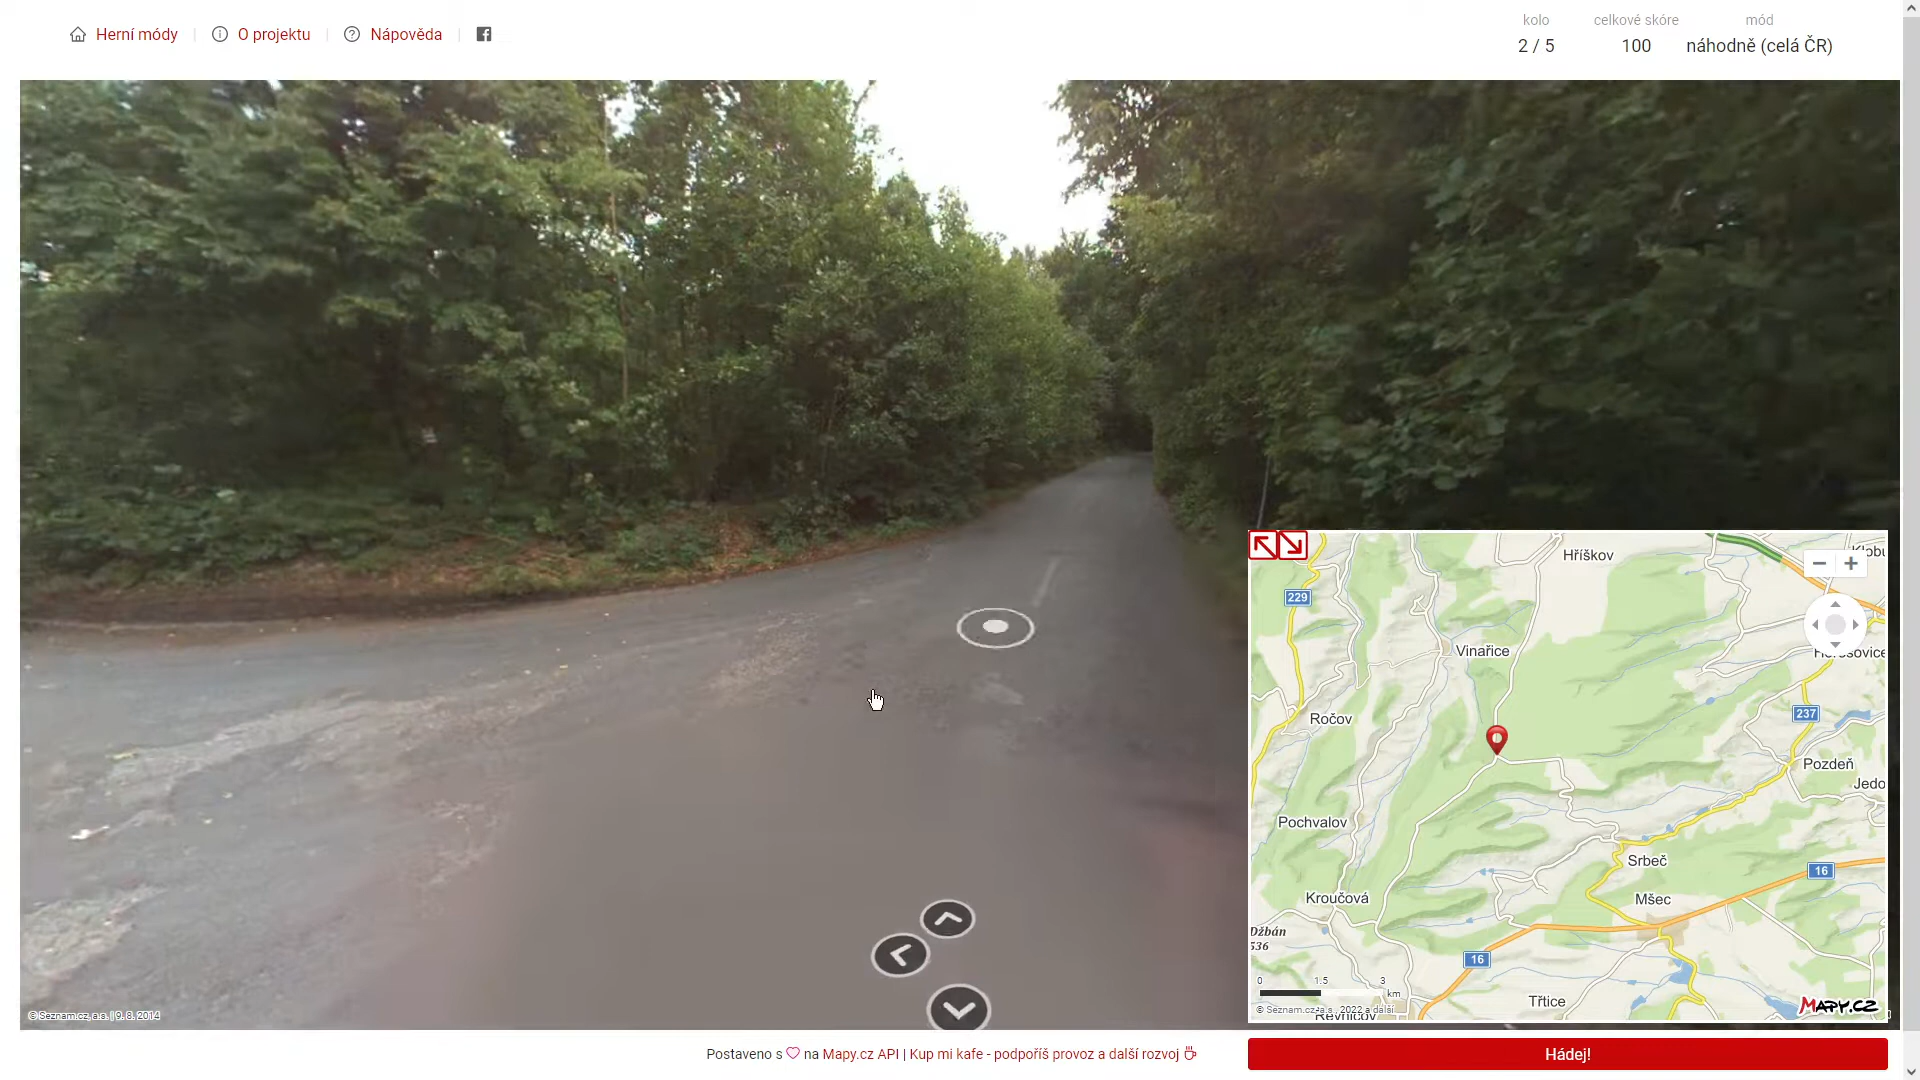 Herní módy
O projektu
Nápověda
kolo
2 / 5
celkové skóre
100
mód
náhodně (celá ČR)
Hříškov
229
Vinařice
Ročov
237
Pozdeň
Pochvalov
Srbeč
16
Kroučová
Mšec
Džbán
536
16
0 1.5 3
km
Třtice
© Seznam.cz, a.s., 2022 a další
Mapy.cz
© Seznam.cz, a.s. | 9. 8. 2014
Postaveno s na Mapy.cz API | Kup mi kafe - podpoříš provoz a další rozvoj
Hádej!